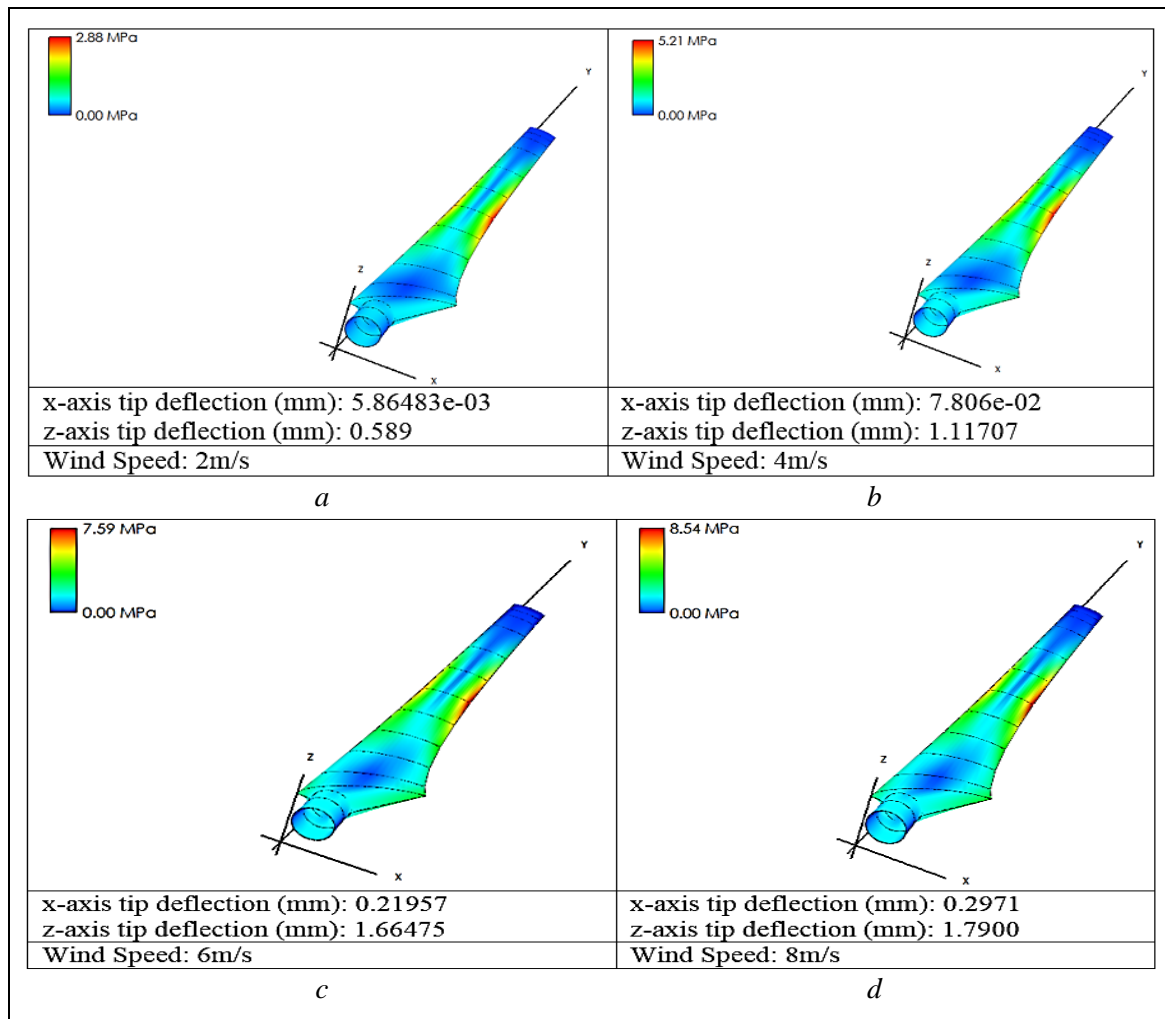 2.88 MPa
0.00 MPa
Y
Z
X
x-axis tip deflection (mm): 5.86483e-03
z-axis tip deflection (mm): 0.589
Wind Speed: 2m/s
a
5.21 MPa
0.00 MPa
Y
Z
X
x-axis tip deflection (mm): 7.806e-02
z-axis tip deflection (mm): 1.11707
Wind Speed: 4m/s
b
7.59 MPa
0.00 MPa
Y
Z
X
x-axis tip deflection (mm): 0.21957
z-axis tip deflection (mm): 1.66475
Wind Speed: 6m/s
c
8.54 MPa
0.00 MPa
Y
Z
X
x-axis tip deflection (mm): 0.2971
z-axis tip deflection (mm): 1.7900
Wind Speed: 8m/s
d